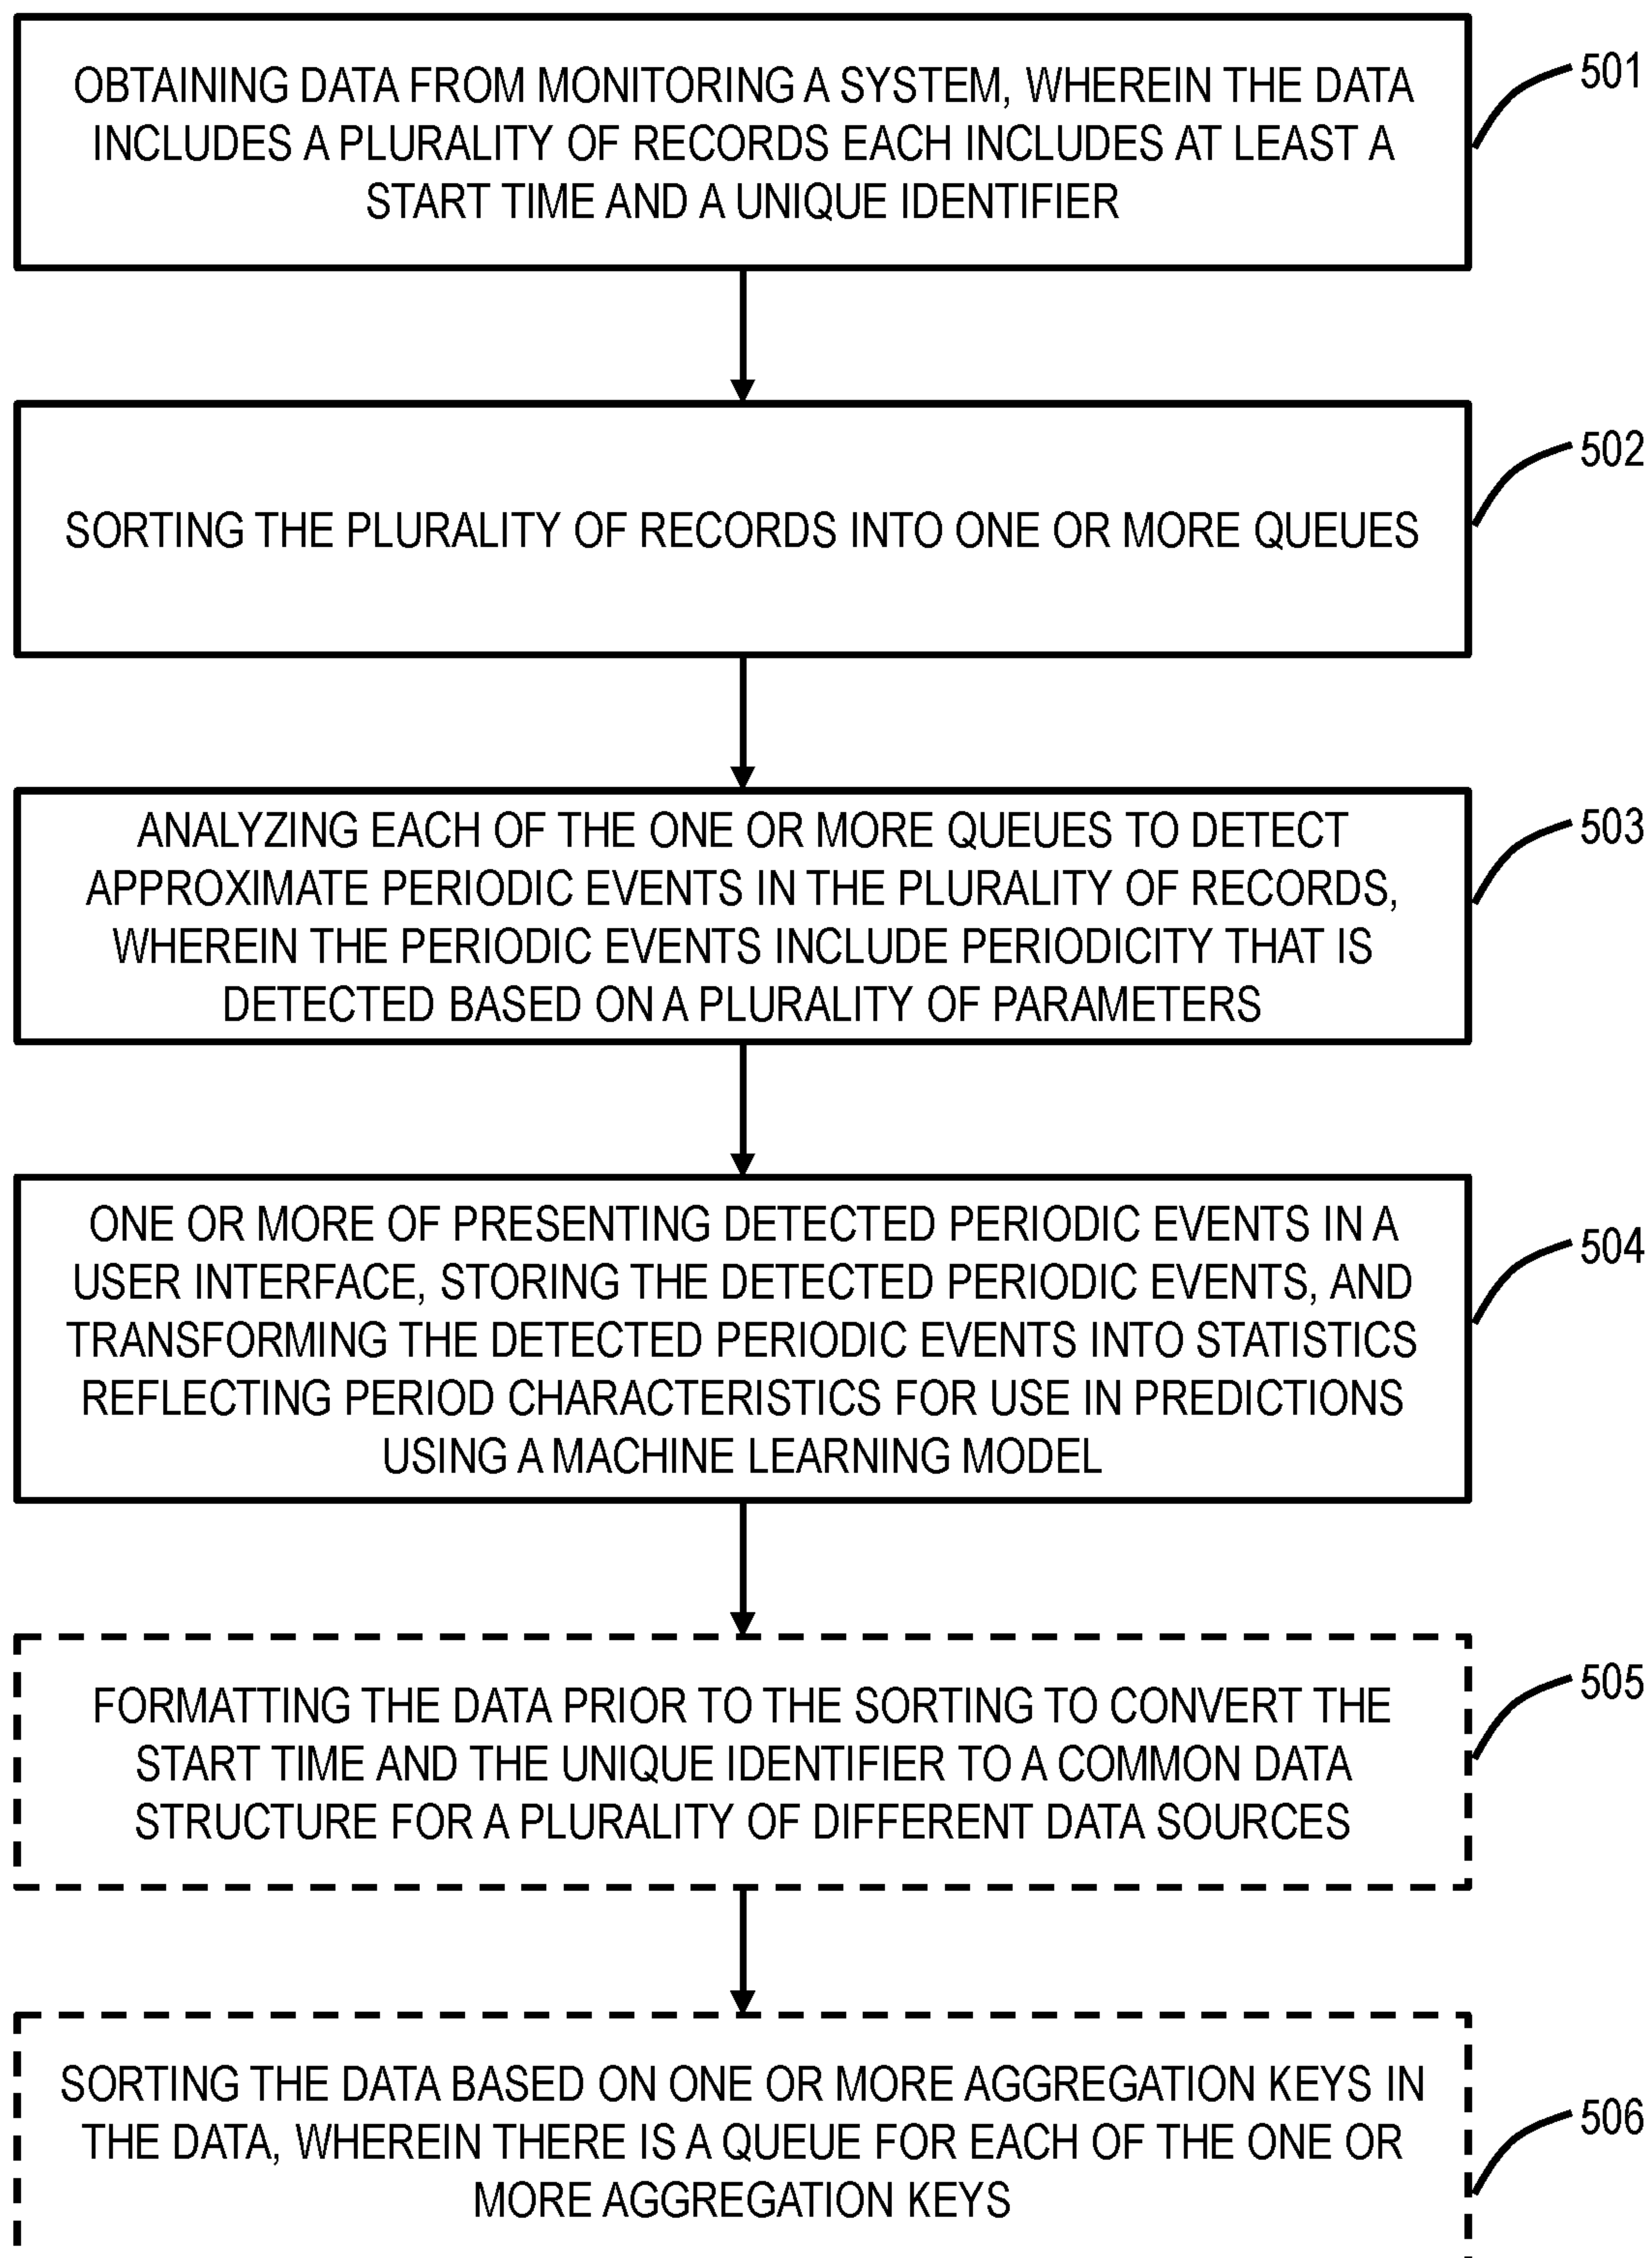 OBTAINING DATA FROM MONITORING A SYSTEM, WHEREIN THE DATA
INCLUDES A PLURALITY OF RECORDS EACH INCLUDES AT LEAST A
START TIME AND A UNIQUE IDENTIFIER
501
SORTING THE PLURALITY OF RECORDS INTO ONE OR MORE QUEUES
502
ANALYZING EACH OF THE ONE OR MORE QUEUES TO DETECT
APPROXIMATE PERIODIC EVENTS IN THE PLURALITY OF RECORDS,
WHEREIN THE PERIODIC EVENTS INCLUDE PERIODICITY THAT IS
DETECTED BASED ON A PLURALITY OF PARAMETERS
503
ONE OR MORE OF PRESENTING DETECTED PERIODIC EVENTS IN A
USER INTERFACE, STORING THE DETECTED PERIODIC EVENTS, AND
TRANSFORMING THE DETECTED PERIODIC EVENTS INTO STATISTICS
REFLECTING PERIOD CHARACTERISTICS FOR USE IN PREDICTIONS
USING A MACHINE LEARNING MODEL
504
FORMATTING THE DATA PRIOR TO THE SORTING TO CONVERT THE
START TIME AND THE UNIQUE IDENTIFIER TO A COMMON DATA
STRUCTURE FOR A PLURALITY OF DIFFERENT DATA SOURCES
505
SORTING THE DATA BASED ON ONE OR MORE AGGREGATION KEYS IN
THE DATA, WHEREIN THERE IS A QUEUE FOR EACH OF THE ONE OR
MORE AGGREGATION KEYS
506